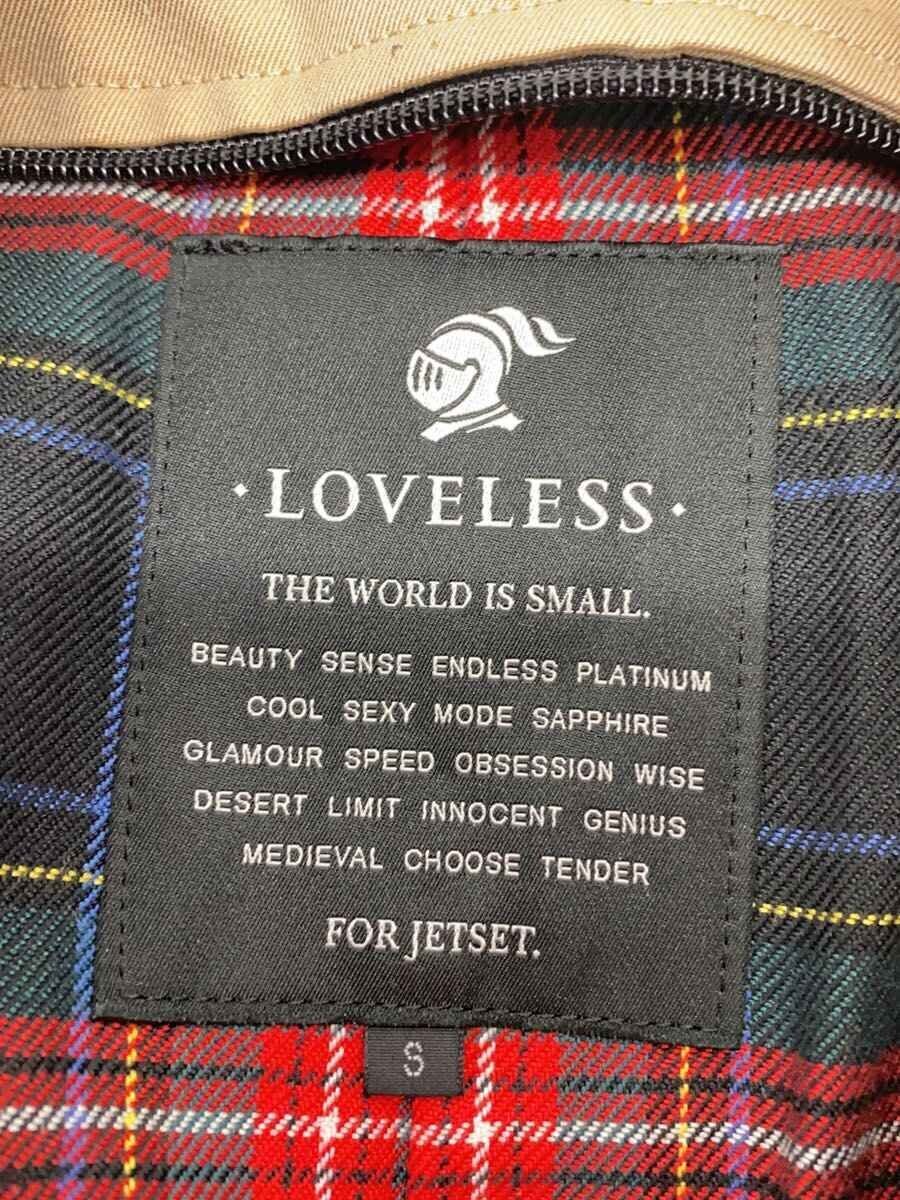 ·LOVELESS·
THE WORLD IS SMALL.
BEAUTY SENSE ENDLESS PLATINUM
COOL SEXY MODE SAPPHIRE
GLAMOUR SPEED OBSESSION WISE
DESERT LIMIT INNOCENT GENIUS
MEDIEVAL CHOOSE TENDER
FOR JETSET.
S